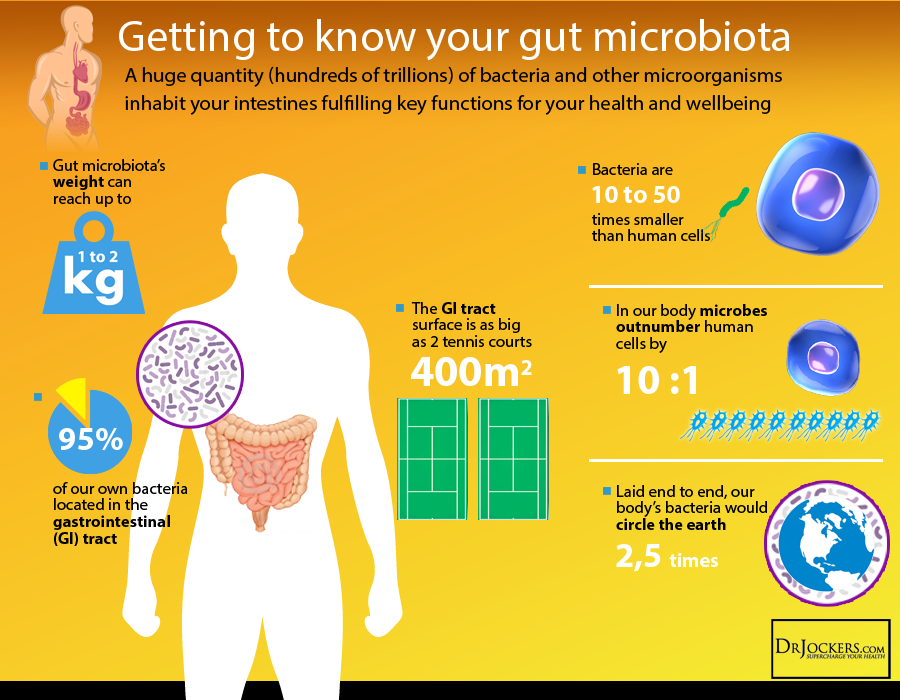 Getting to know your gut microbiota
A huge quantity (hundreds of trillions) of bacteria and other microorganisms
inhabit your intestines fulfilling key functions for your health and wellbeing
Gut microbiota's
weight can
reach up to
1 to 2
kg
95%
of our own bacteria
located in the
gastrointestinal
(GI) tract
The GI tract
surface is as big
as 2 tennis courts
400m²
Bacteria are
10 to 50
times smaller
than human cells
In our body microbes
outnumber human
cells by
10 :1
Laid end to end, our
body's bacteria would
circle the earth
2,5 times
DRJOCKERS.COM
SUPERCHARGE YOUR HEALTH